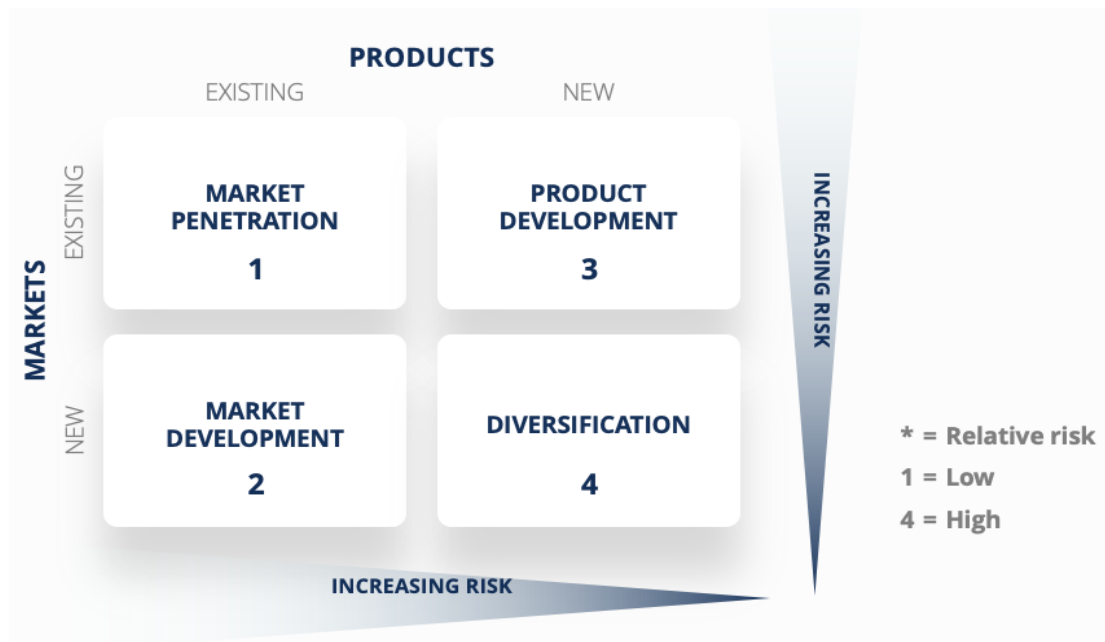 PRODUCTS
EXISTING
NEW
MARKETS
EXISTING
NEW
MARKET
PENETRATION
1
PRODUCT
DEVELOPMENT
3
MARKET
DEVELOPMENT
2
DIVERSIFICATION
4
INCREASING RISK
INCREASING RISK
* = Relative risk
1 = Low
4 = High